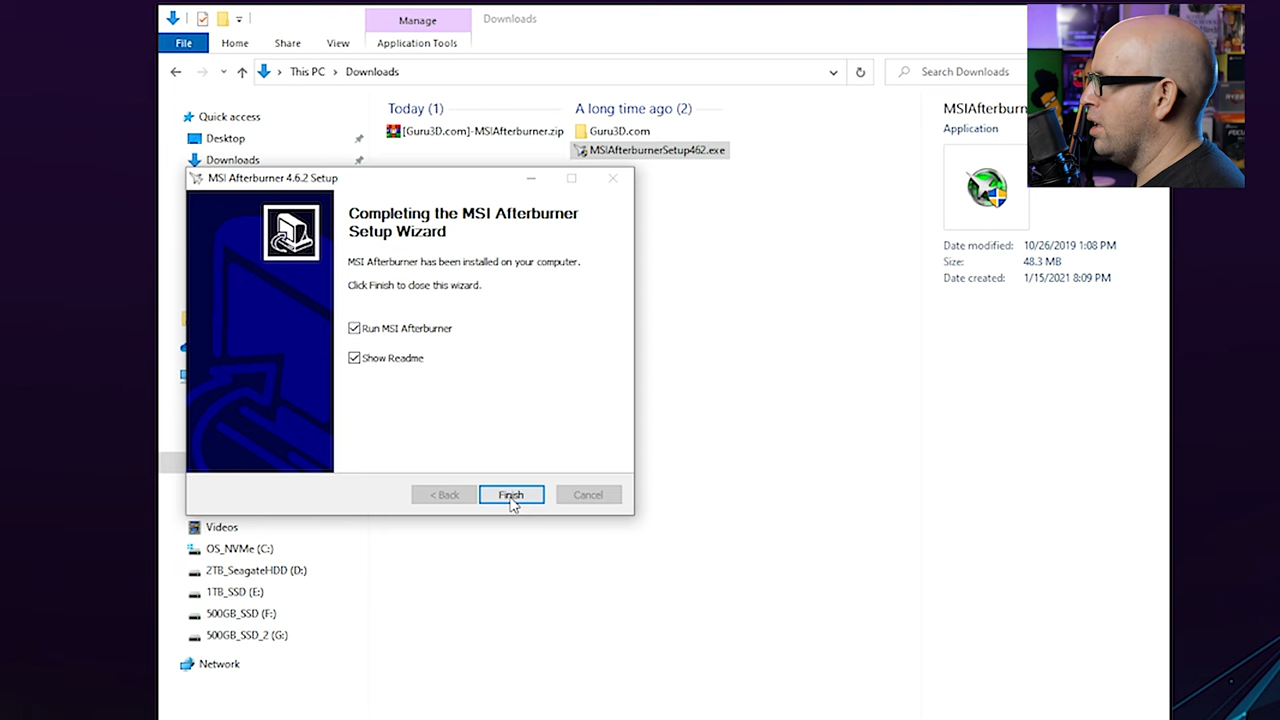 Manage
Downloads
File
Home
Share
View
Application Tools
This PC
Downloads
Search Downloads
Quick access
Desktop
Downloads
Today (1)
[Guru3D.com]-MSIAfterburner.zip
A long time ago (2)
Guru3D.com
MSIAfterburnerSetup462.exe
MSIAfterburn
Application
Date modified: 10/26/2019 1:08 PM
Size: 48.3 MB
Date created: 1/15/2021 8:09 PM
MSI Afterburner 4.6.2 Setup
Completing the MSI Afterburner
Setup Wizard
MSI Afterburner has been installed on your computer.
Click Finish to close this wizard.
Run MSI Afterburner
Show Readme
< Back
Finish
Cancel
Videos
OS_NVMe (C:)
2TB_SeagateHDD (D:)
1TB_SSD (E:)
500GB_SSD (F:)
500GB_SSD_2 (G:)
Network